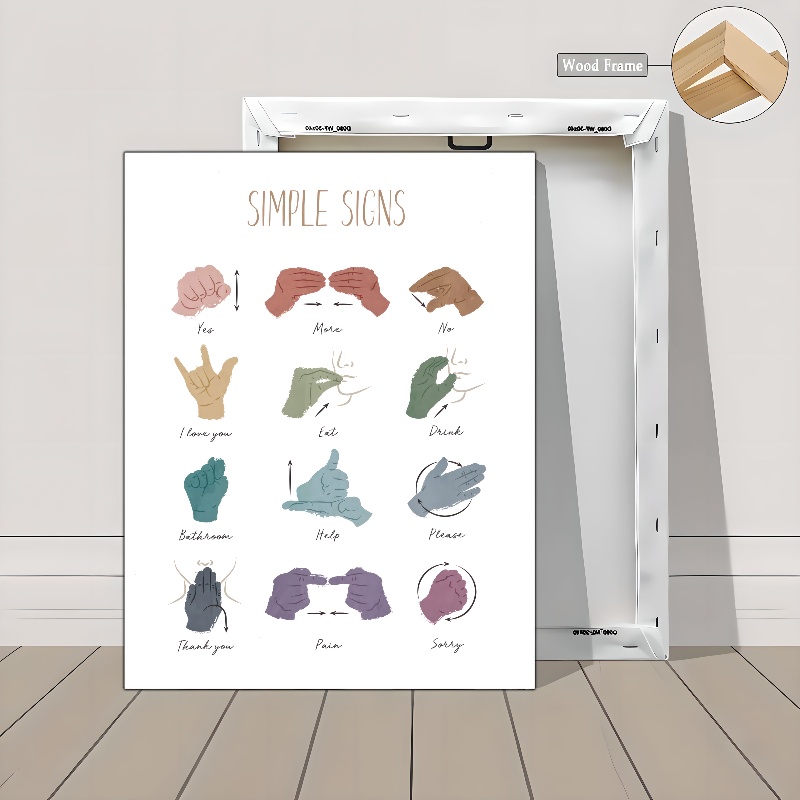 Wood Frame
SIMPLE SIGNS
Yes
More
No
I love you
Eat
Drink
Bathroom
Help
Please
Thank you
Pain
Sorry